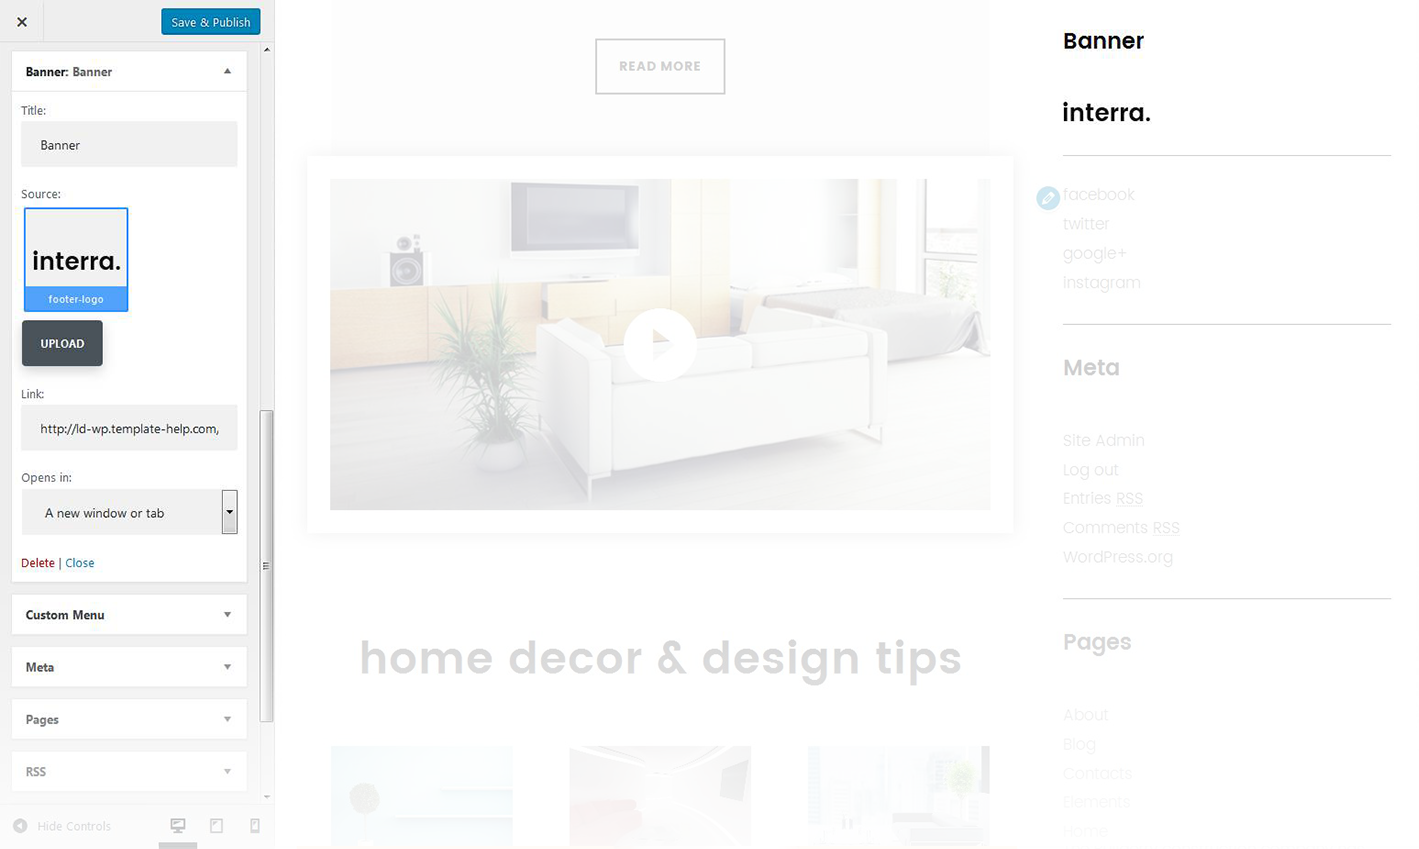 Save & Publish
Banner: Banner
Title:
Banner
Source:
interra.
footer-logo
UPLOAD
Link:
http://ld-wp.template-help.com,
Opens in:
A new window or tab
Delete | Close
Custom Menu
Meta
Pages
RSS
Hide Controls
READ MORE
home decor & design tips
Banner
interra.
facebook
twitter
google+
instagram
Meta
Site Admin
Log out
Entries RSS
Comments RSS
WordPress.org
Pages
About
Blog
Contacts
Elements
Home